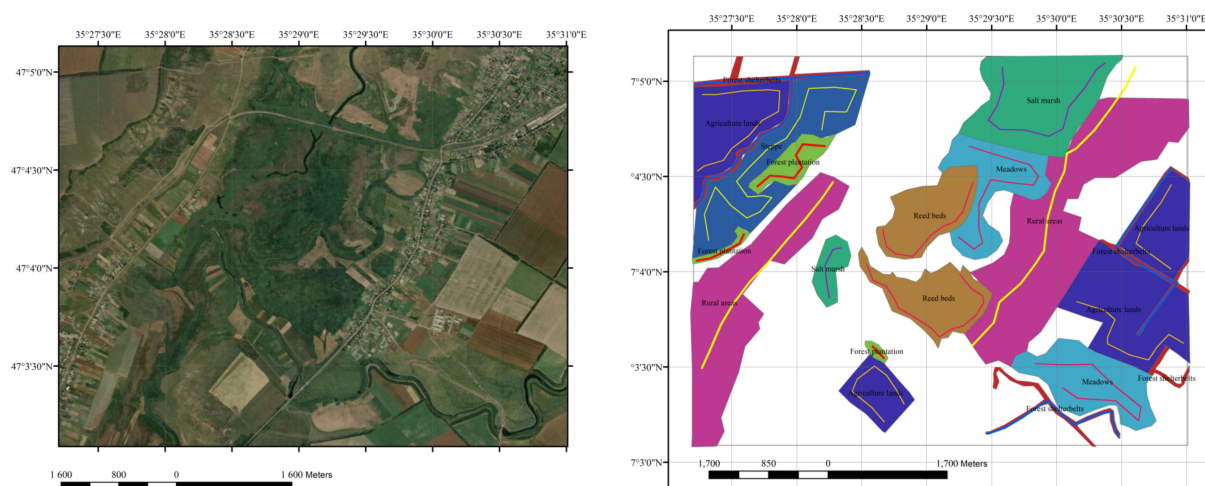 35°27'30"E 35°28'0"E 35°28'30"E 35°29'0"E 35°29'30"E 35°30'0"E 35°30'30"E 35°31'0"E
47°5'0"N
47°4'30"N
47°4'0"N
47°3'30"N
1 600 800 0 1 600 Meters
35°27'30"E 35°28'0"E 35°28'30"E 35°29'0"E 35°29'30"E 35°30'0"E 35°30'30"E 35°31'0
7°5'0"N
°4'30"N
7°4'0"N
°3'30"N
7°3'0"N
Forest shelterbelts
Salt marsh
Agriculture lands
Steppe
Forest plantation
Meadows
Reed beds
Rural areas
Agriculture lands
Forest plantation
Forest shelterbelts
Salt marsh
Rural areas
Reed beds
Agriculture lands
Forest plantation
Forest shelterbelts
Meadows
Agriculture lands
Forest shelterbelts
1,700 850 0 1,700 Meters